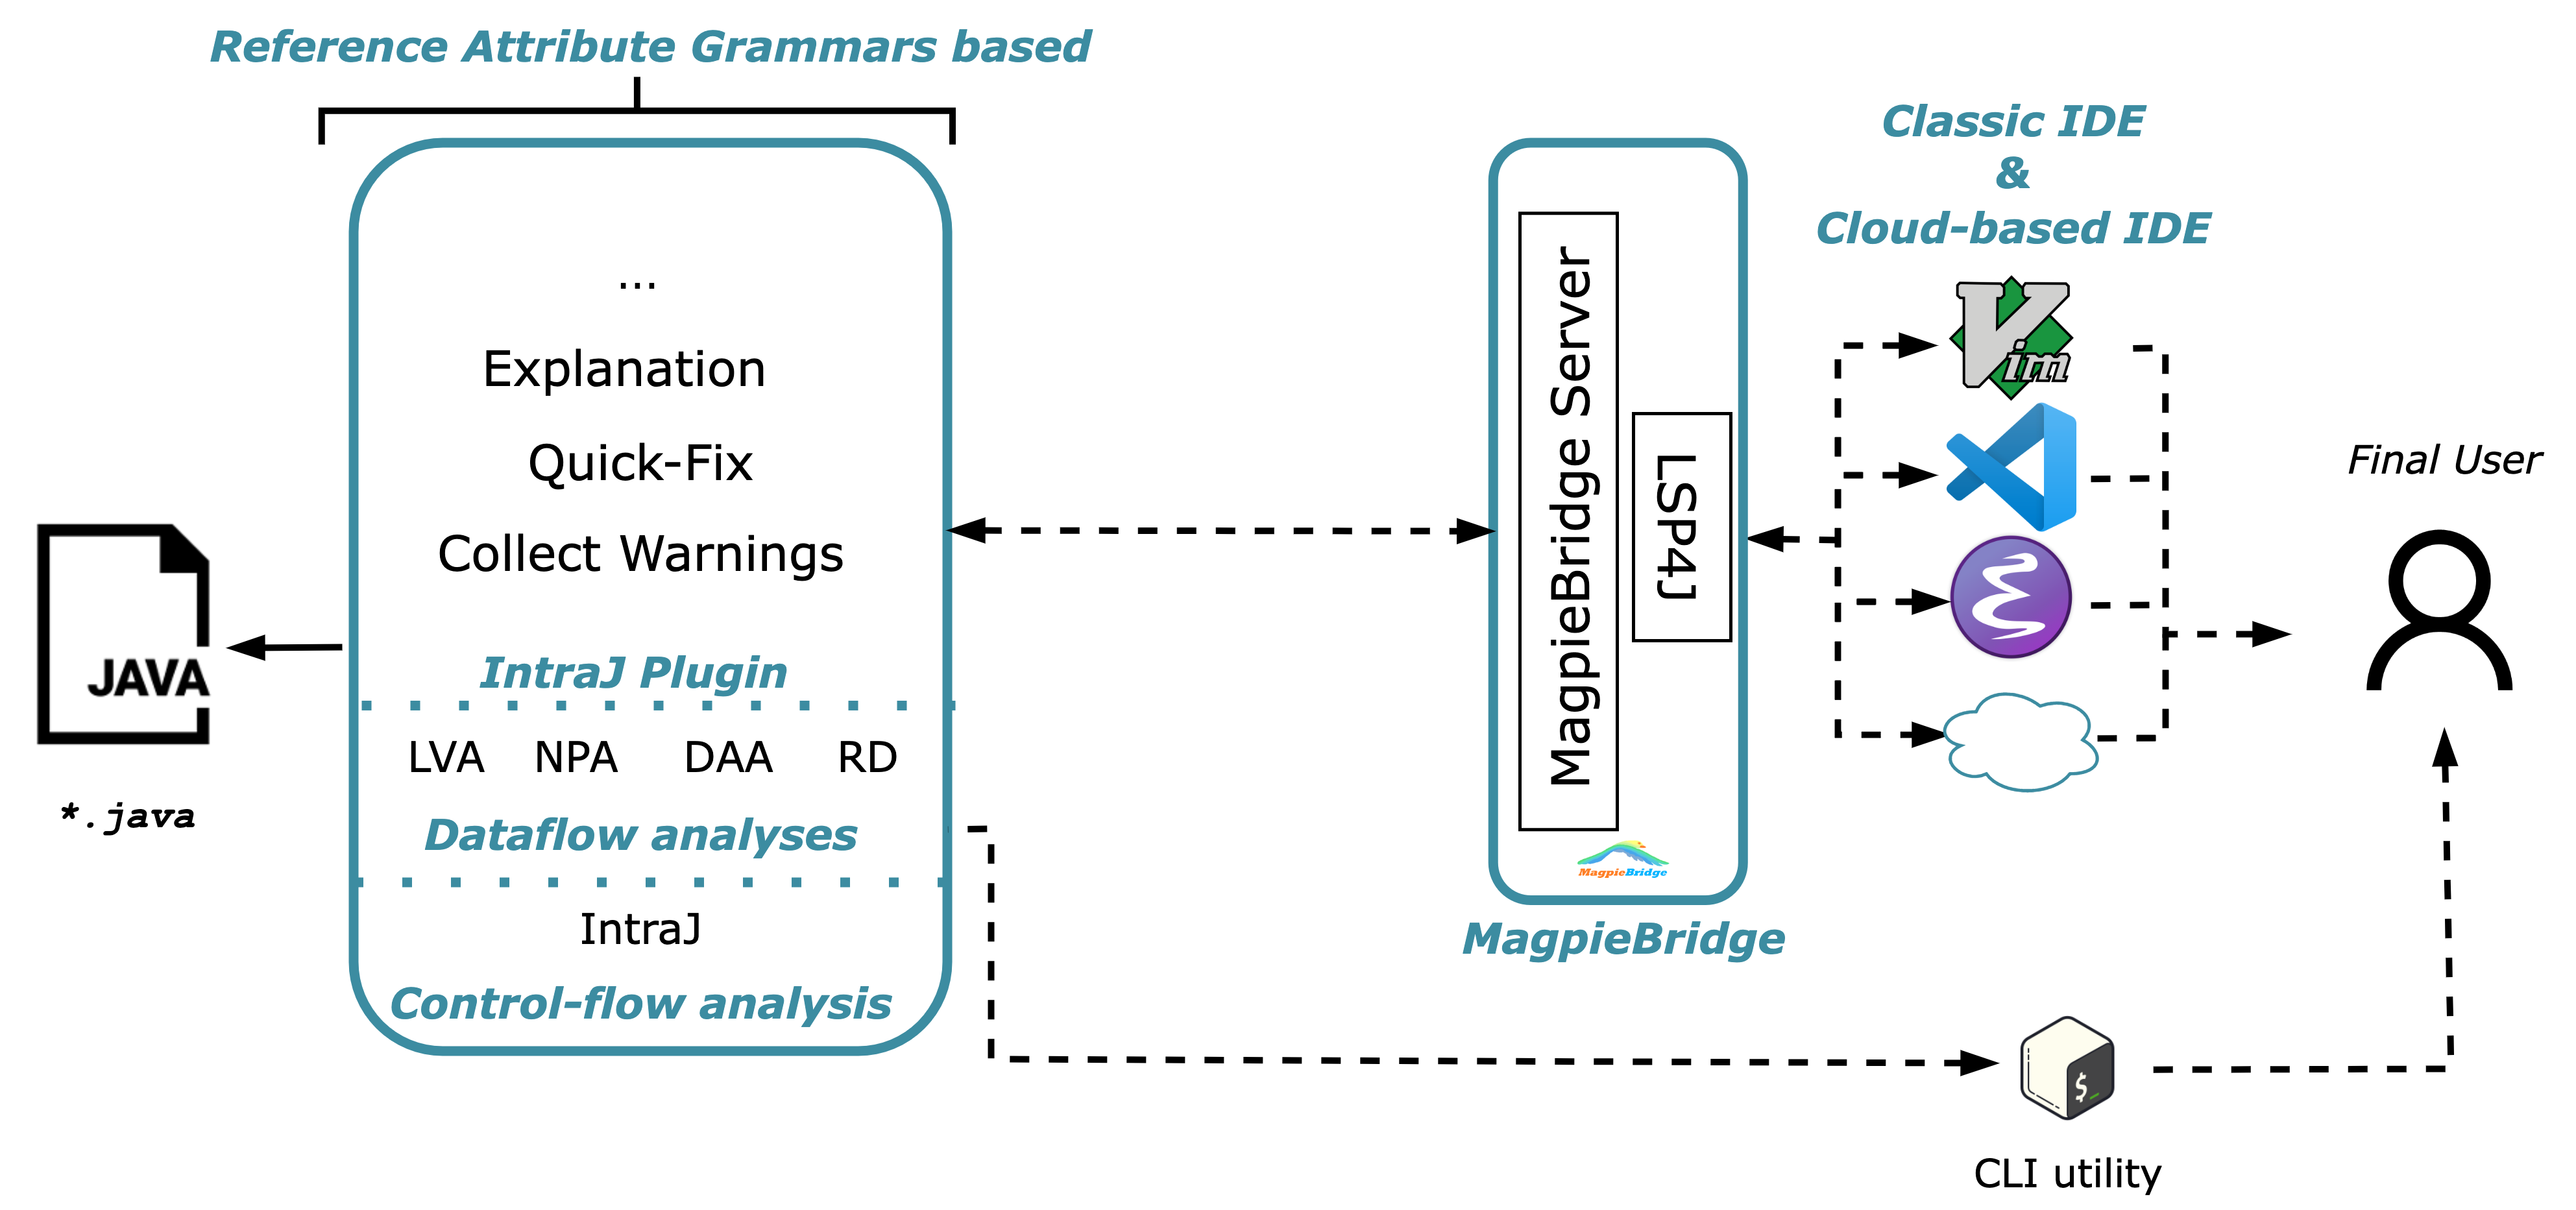 Reference Attribute Grammars based
...
Explanation
Quick-Fix
Collect Warnings
IntraJ Plugin
LVA NPA DAA RD
Dataflow analyses
IntraJ
Control-flow analysis
JAVA
*.java
MagpieBridge Server
LSP4J
MagpieBridge
MagpieBridge
Classic IDE
&
Cloud-based IDE
Vim
Final User
$_
CLI utility